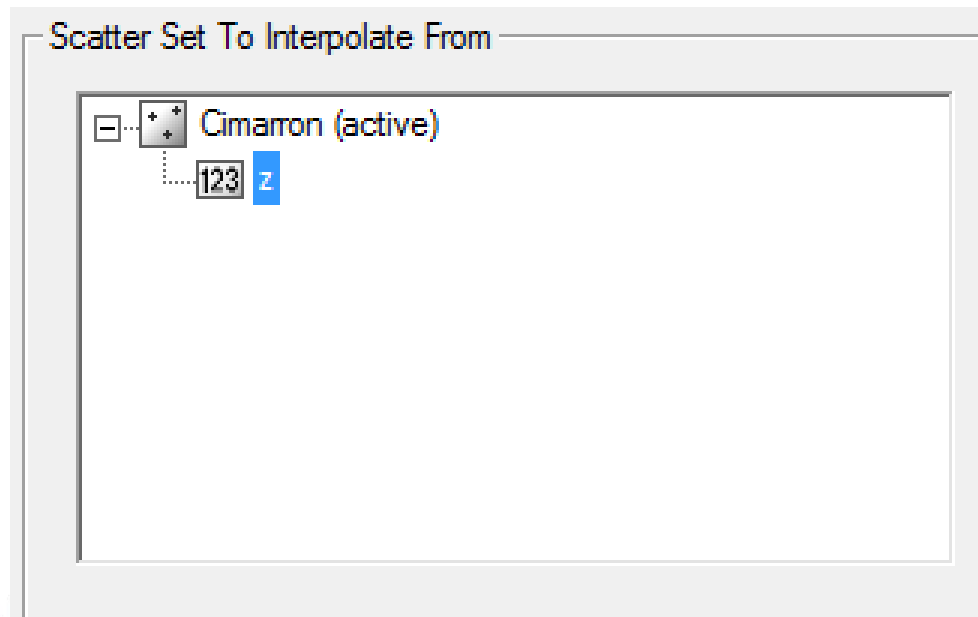 Scatter Set To Interpolate From
Cimarron (active)
123 z